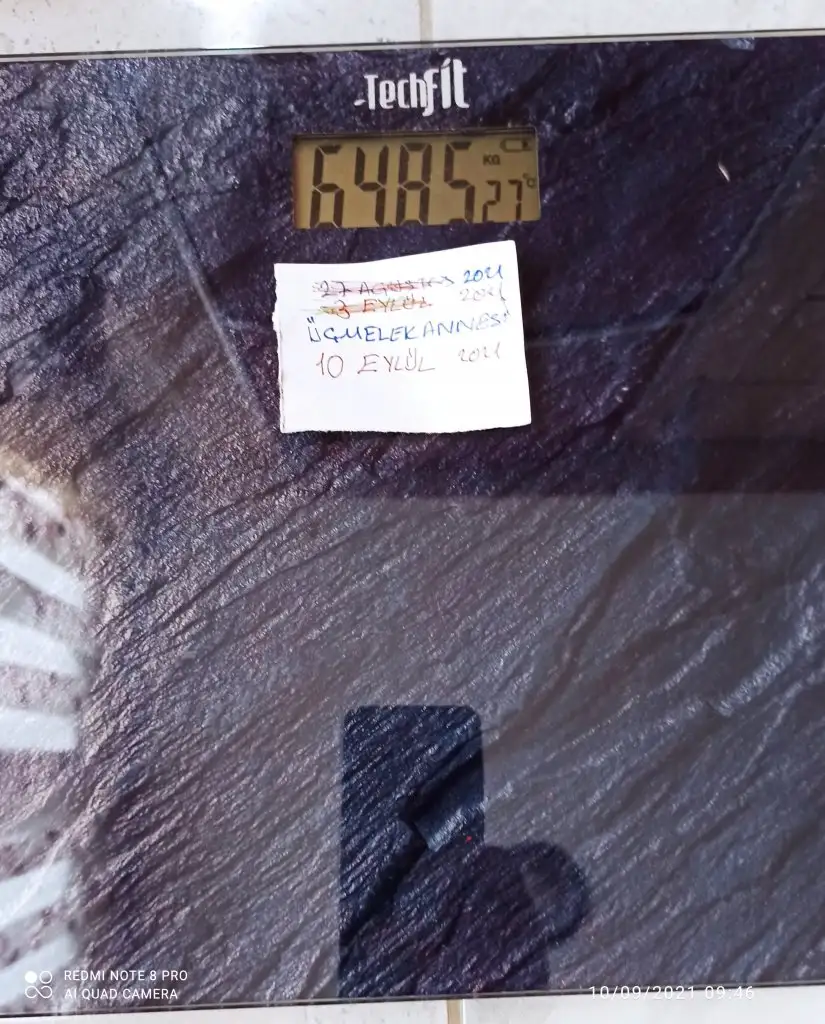 Techfit
64.85 KG
27°C
27 AĞUSTOS 2021
3 EYLÜL 2021
"ÜÇMELEKANNESİ"
10 EYLÜL 2021
REDMI NOTE 8 PRO
AI QUAD CAMERA
10/09/2021 09:46